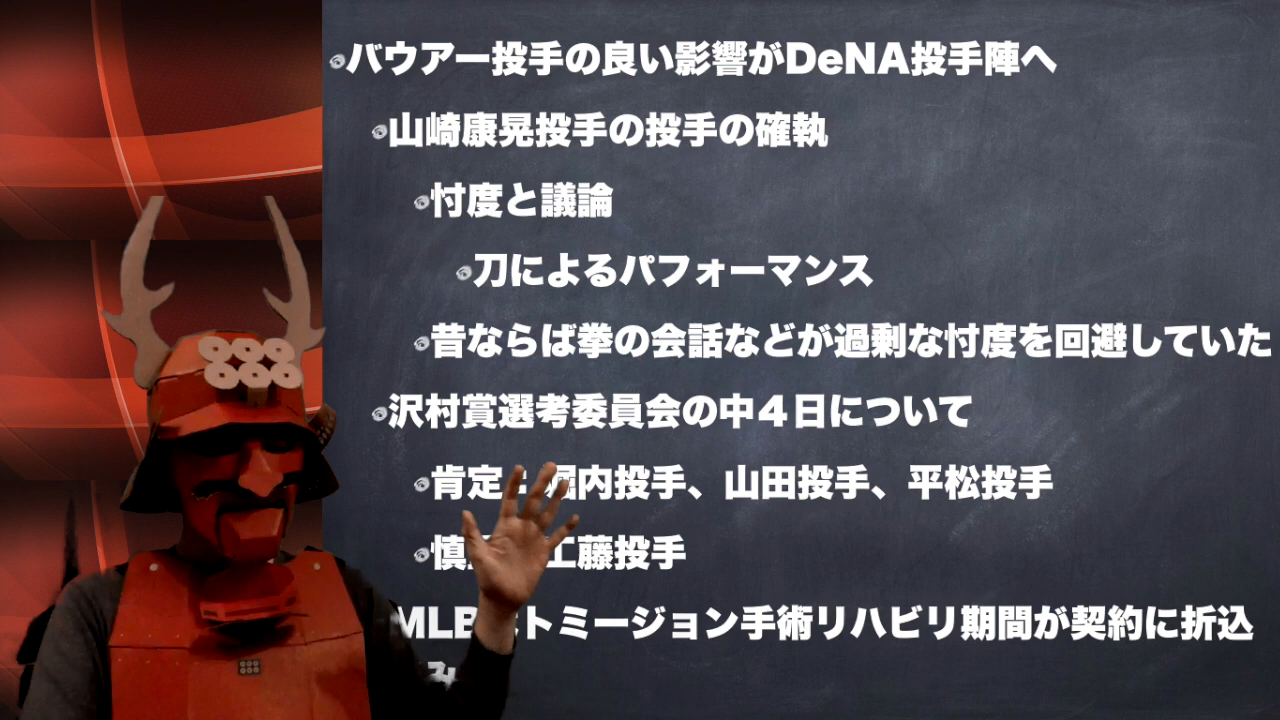 バウアー投手の良い影響がDeNA投手陣へ
山崎康晃投手の投手の確執
忖度と議論
刀によるパフォーマンス
昔ならば拳の会話などが過剰な忖度を回避していた
沢村賞選考委員会の中４日について
肯定：堀内投手、山田投手、平松投手
慎 工藤投手
MLB トミージョン手術リハビリ期間が契約に折込
み